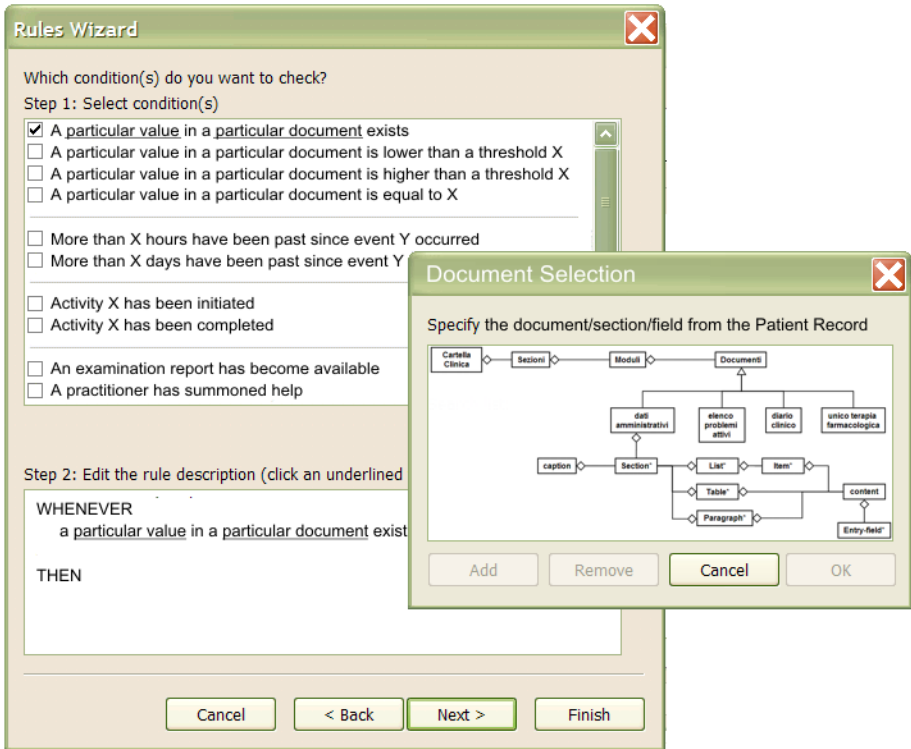 Rules Wizard
Which condition(s) do you want to check?
Step 1: Select condition(s)
A particular value in a particular document exists
A particular value in a particular document is lower than a threshold X
A particular value in a particular document is higher than a threshold X
A particular value in a particular document is equal to X
More than X hours have been past since event Y occurred
More than X days have been past since event Y
Activity X has been initiated
Activity X has been completed
An examination report has become available
A practitioner has summoned help
Step 2: Edit the rule description (click an underlined
WHENEVER
a particular value in a particular document exist
THEN
Cancel
< Back
Next >
Finish
Document Selection
Specify the document/section/field from the Patient Record
Cartella
Clinica
Sezioni
Moduli
Documenti
dati
amministrativi
elenco
problemi
attivi
diario
clinico
unico terapia
farmacologica
caption
Section*
List*
Item*
Table*
content
Paragraph*
Entry-field*
Add
Remove
Cancel
OK